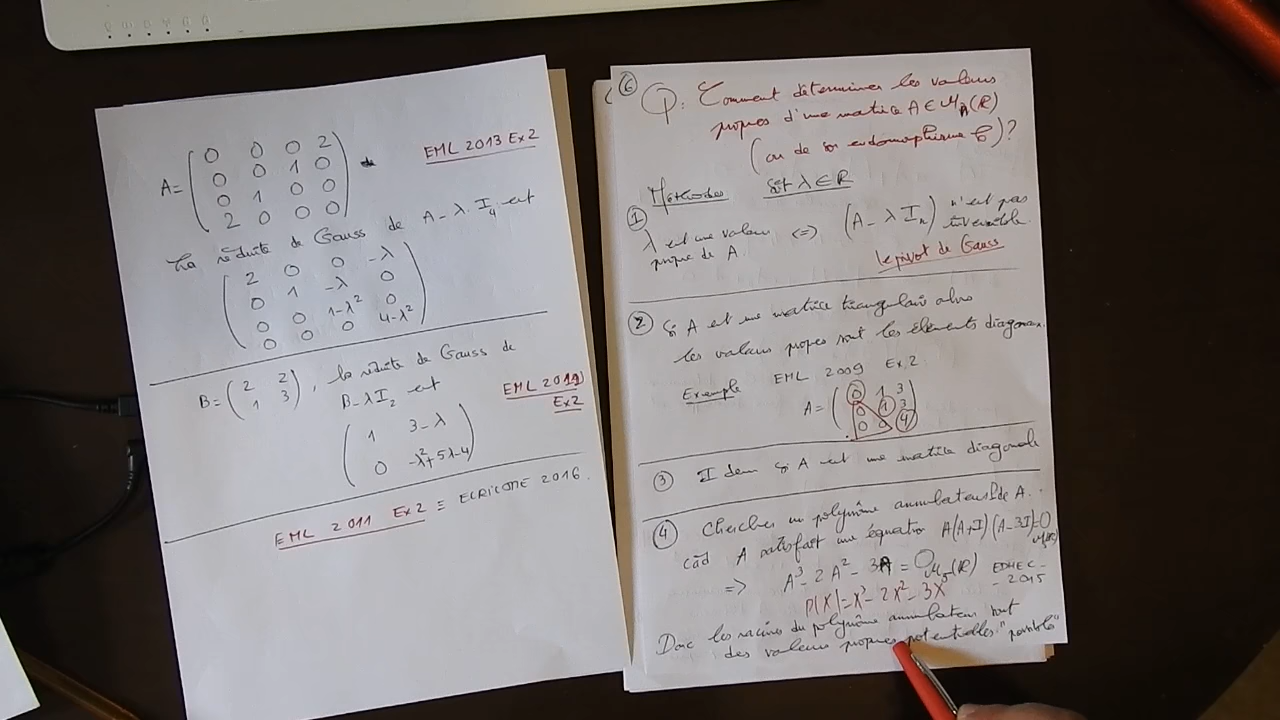 A = ( 0 0 0 2
0 0 1 0
0 1 0 0
2 0 0 0 )
EML 2013 Ex2
La réduite de Gauss de A - λ. I₄ est
( 2 0 0 -λ
0 1 -λ 0
0 0 1-λ² 0
0 0 0 4-λ² )
B = ( 2 2
1 3 ) , la réduite de Gauss de
B - λI₂ est
EML 2019
Ex2
( 1 3-λ
0 -λ²+5λ-4 )
EML 2011 Ex2 ≡ ECRICOME 2016.
⑥
Q: Comment déterminer les valeurs
propres d'une matrice A ∈ Mₙ(R)
(ou de son endomorphisme f)?
Méthodes Soit λ ∈ R
① λ est une valeur propre de A. <=> (A - λ Iₙ) n'est pas inversible
le pivot de Gauss
② Si A est une matrice triangulaire alors
les valeurs propres sont les éléments diagonaux.
Exemple EML 2009 Ex2.
A = ( 0 1 3
0 1 3
0 0 4 )
③ Idem si A est une matrice diagonale
④ Chercher un polynôme annulateur P de A.
càd A satisfait une équation A(A+I)(A-3I)=0
=> A³ - 2A² - 3A = 0 M₃(R) EDHEC
- 2015
P(X) = X³ - 2X² - 3X
Donc les racines du polynôme annulateur sont
des valeurs propres potentielles "possibles"